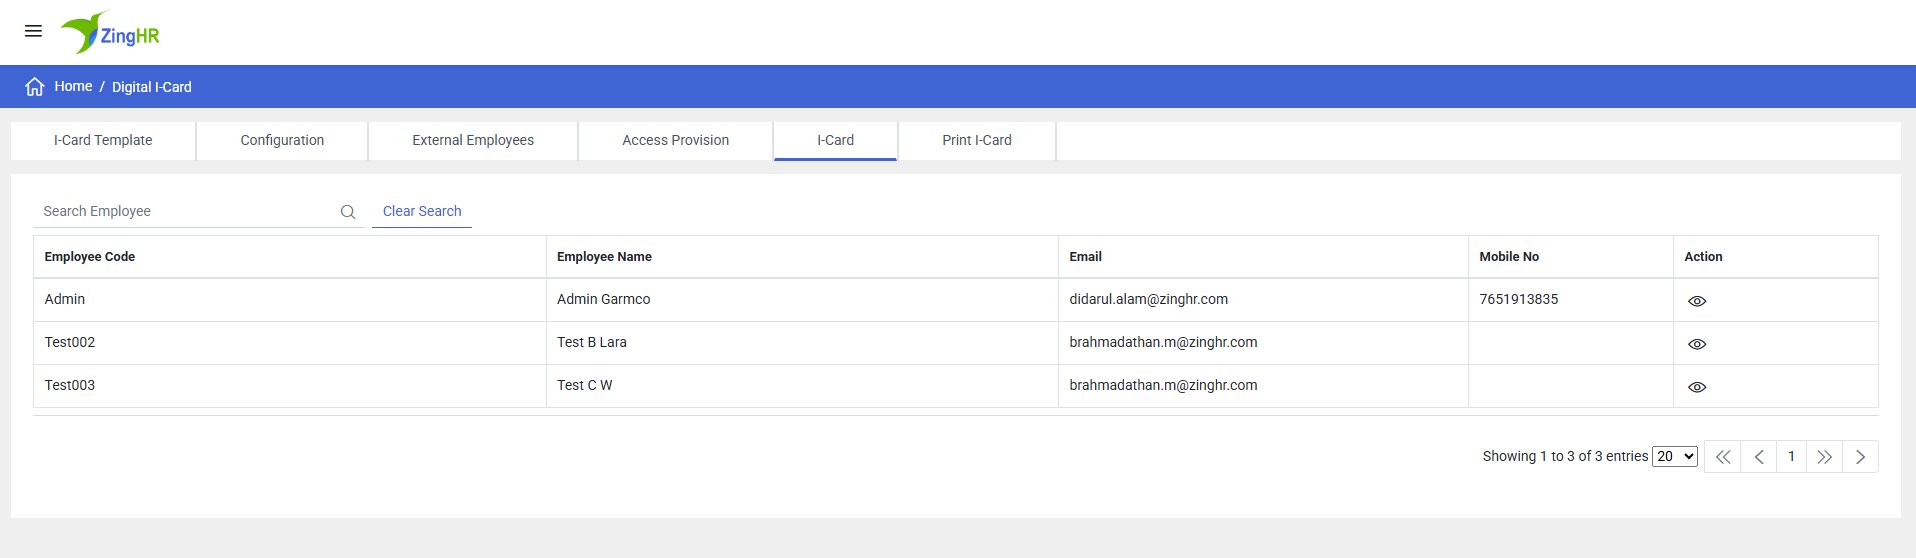 ZingHR
Home / Digital I-Card
I-Card Template Configuration External Employees Access Provision I-Card Print I-Card
Search Employee Clear Search
Employee Code Employee Name Email Mobile No Action
Admin Admin Garmco didarul.alam@zinghr.com 7651913835
Test002 Test B Lara brahmadathan.m@zinghr.com
Test003 Test C W brahmadathan.m@zinghr.com
Showing 1 to 3 of 3 entries 20 1